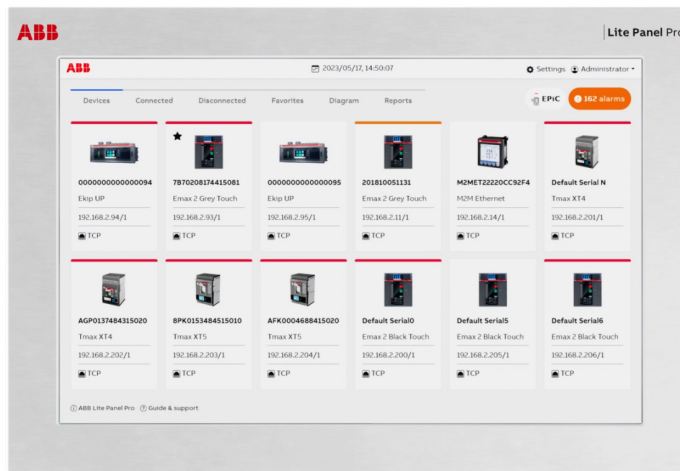 ABB
Lite Panel Pro
ABB
2023/05/17, 14:50:07
Settings
Administrator
Devices
Connected
Disconnected
Favorites
Diagram
Reports
EPiC
162 alarms
0000000000000094
7B70208174415081
0000000000000095
201810051131
M2MET22220CC92F4
Default Serial N
Ekip UP
Emax 2 Grey Touch
Ekip UP
Emax 2 Grey Touch
M2M Ethernet
Tmax XT4
192.168.2.94/1
192.168.2.93/1
192.168.2.95/1
192.168.2.11/1
192.168.2.14/1
192.168.2.201/1
TCP
TCP
TCP
TCP
TCP
TCP
AGP0137484315020
8PK0153484515010
AFK0004688415020
Default Serial0
Default Serial5
Default Serial6
Tmax XT4
Tmax XT5
Tmax XT5
Emax 2 Black Touch
Emax 2 Black Touch
Emax 2 Black Touch
192.168.2.202/1
192.168.2.203/1
192.168.2.204/1
192.168.2.200/1
192.168.2.205/1
192.168.2.206/1
TCP
TCP
TCP
TCP
TCP
TCP
ABB Lite Panel Pro
Guide & support